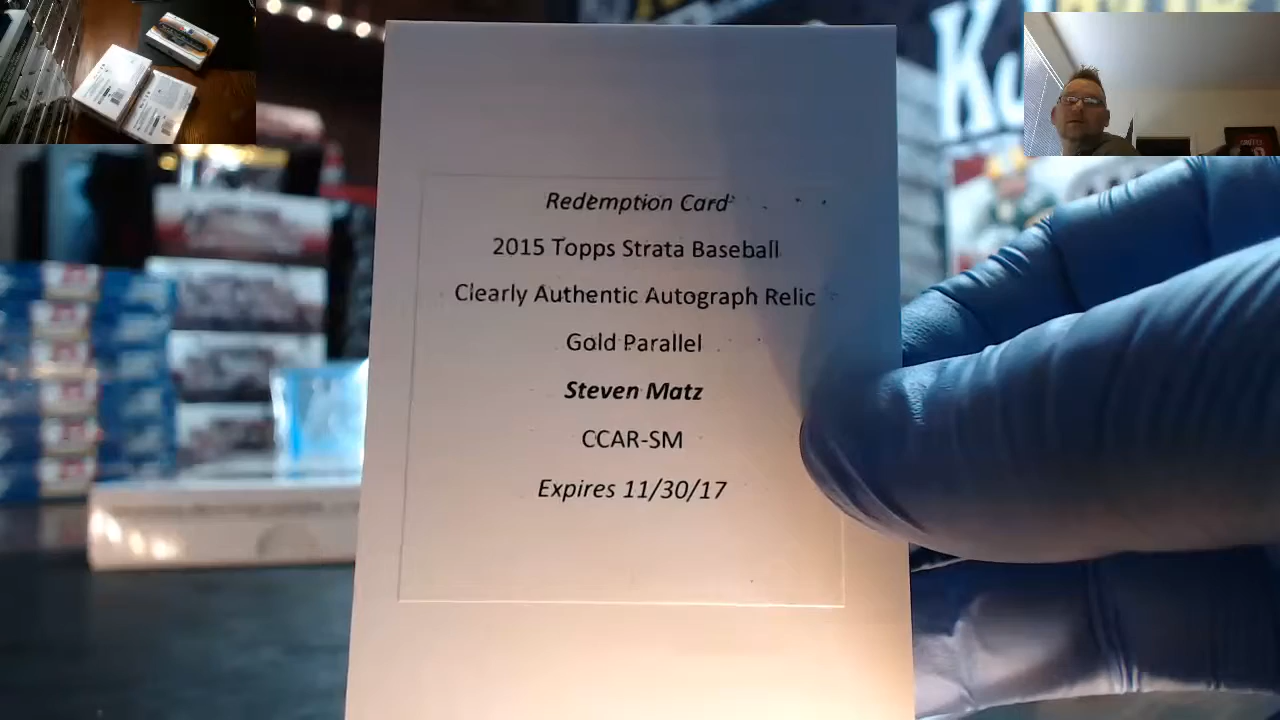 Redemption Card
2015 Topps Strata Baseball
Clearly Authentic Autograph Relic
Gold Parallel
Steven Matz
CCAR-SM
Expires 11/30/17